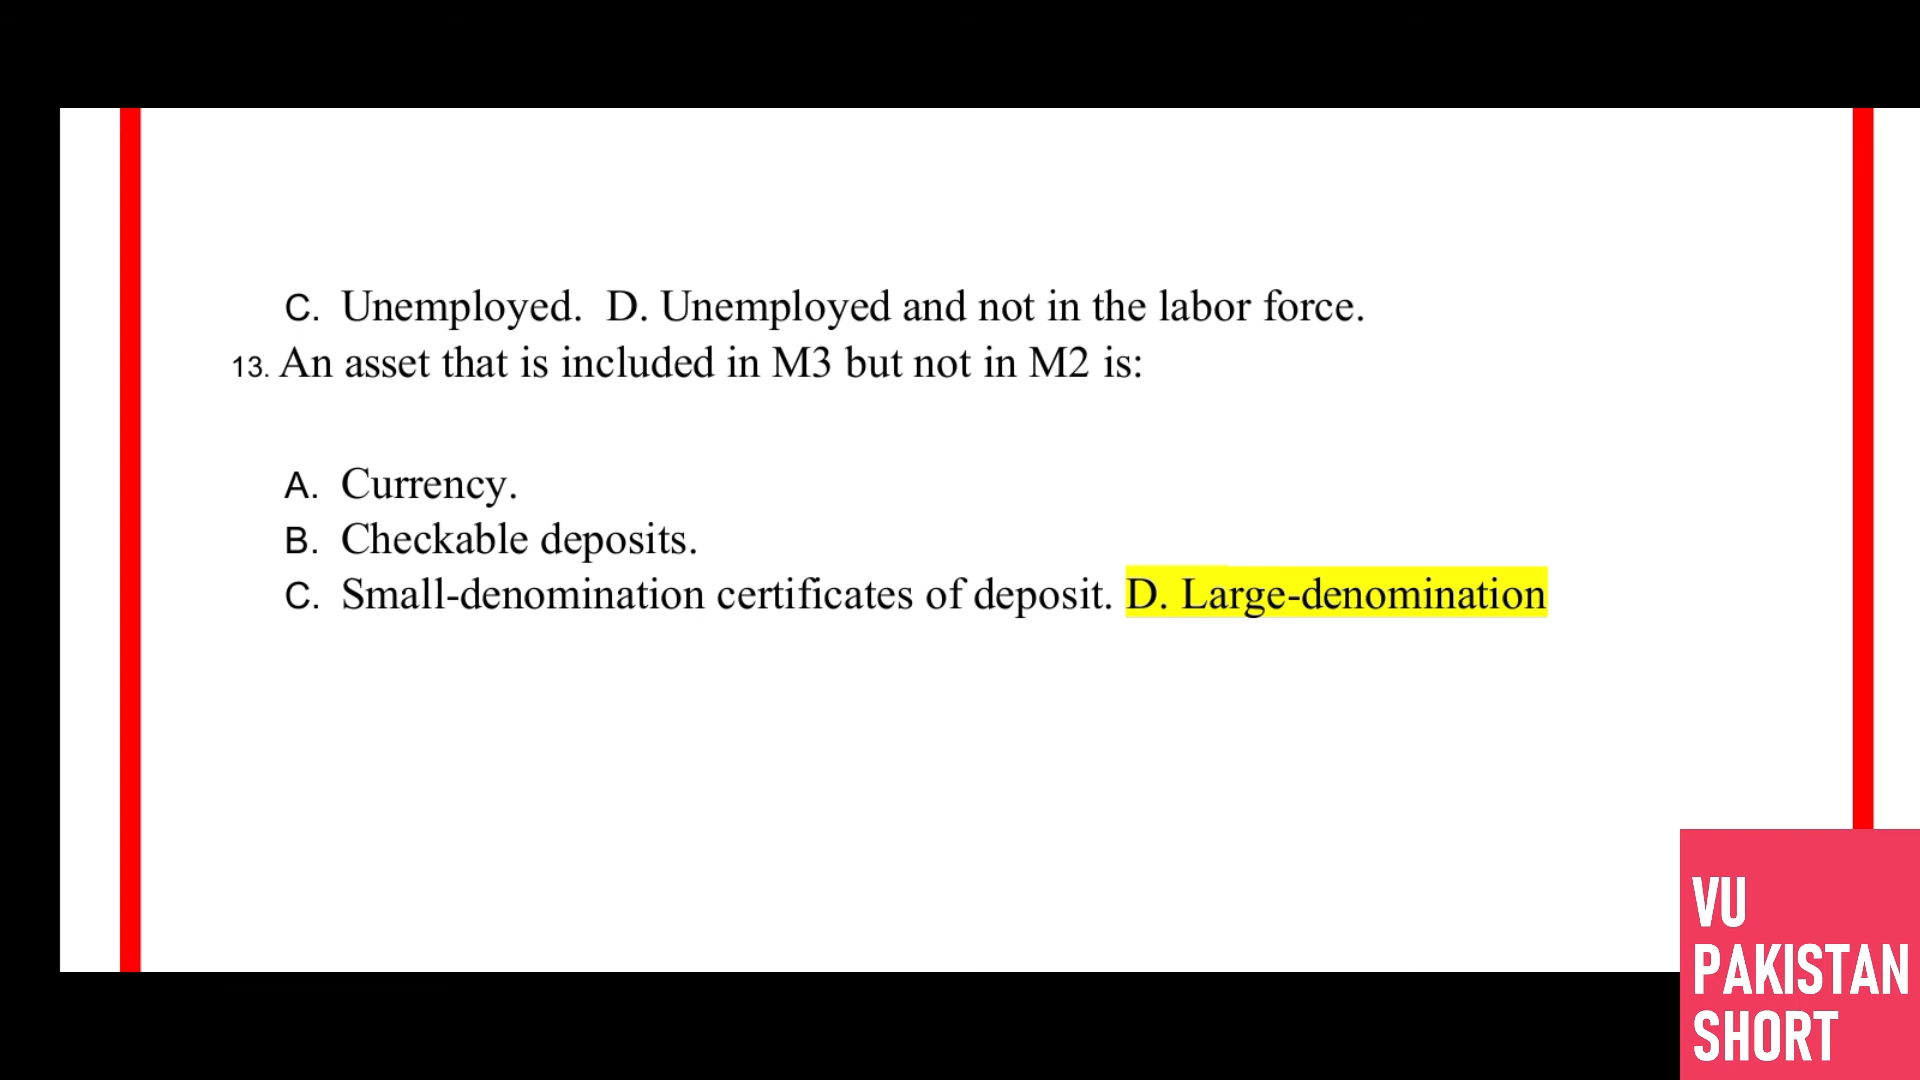 C. Unemployed. D. Unemployed and not in the labor force.
13. An asset that is included in M3 but not in M2 is:
A. Currency.
B. Checkable deposits.
C. Small-denomination certificates of deposit. D. Large-denomination
VU
PAKISTAN
SHORT